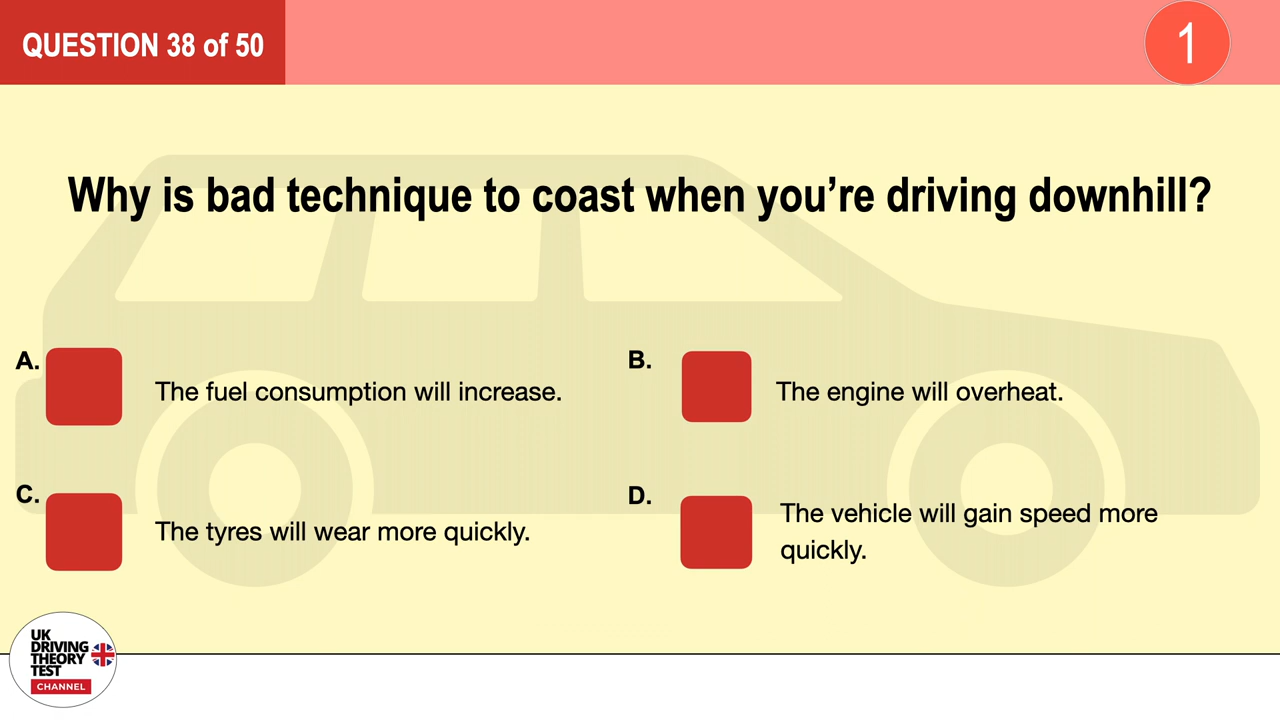 QUESTION 38 of 50
1
Why is bad technique to coast when you’re driving downhill?
A.
The fuel consumption will increase.
B.
The engine will overheat.
C.
The tyres will wear more quickly.
D.
The vehicle will gain speed more
quickly.
UK
DRIVING
THEORY
TEST
CHANNEL